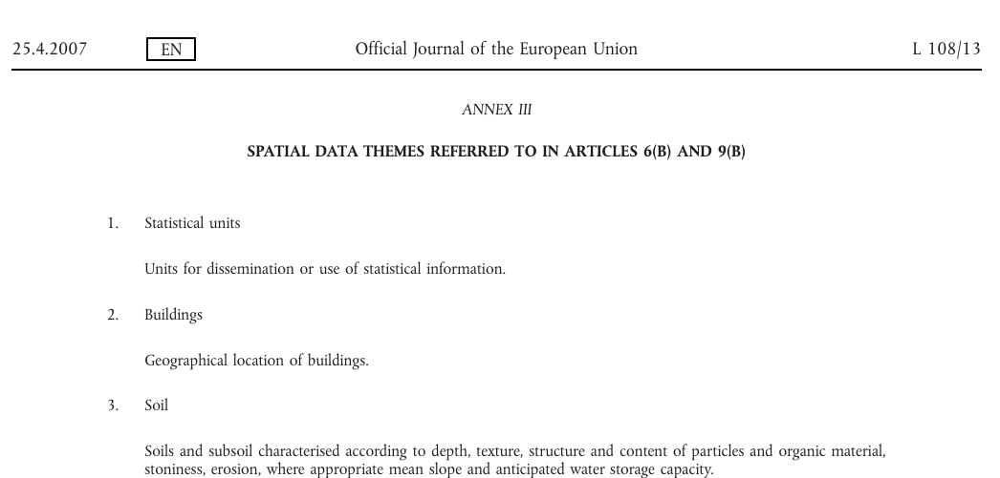 25.4.2007 EN Official Journal of the European Union L 108/13
ANNEX III
SPATIAL DATA THEMES REFERRED TO IN ARTICLES 6(B) AND 9(B)
1. Statistical units
Units for dissemination or use of statistical information.
2. Buildings
Geographical location of buildings.
3. Soil
Soils and subsoil characterised according to depth, texture, structure and content of particles and organic material,
stoniness, erosion, where appropriate mean slope and anticipated water storage capacity.